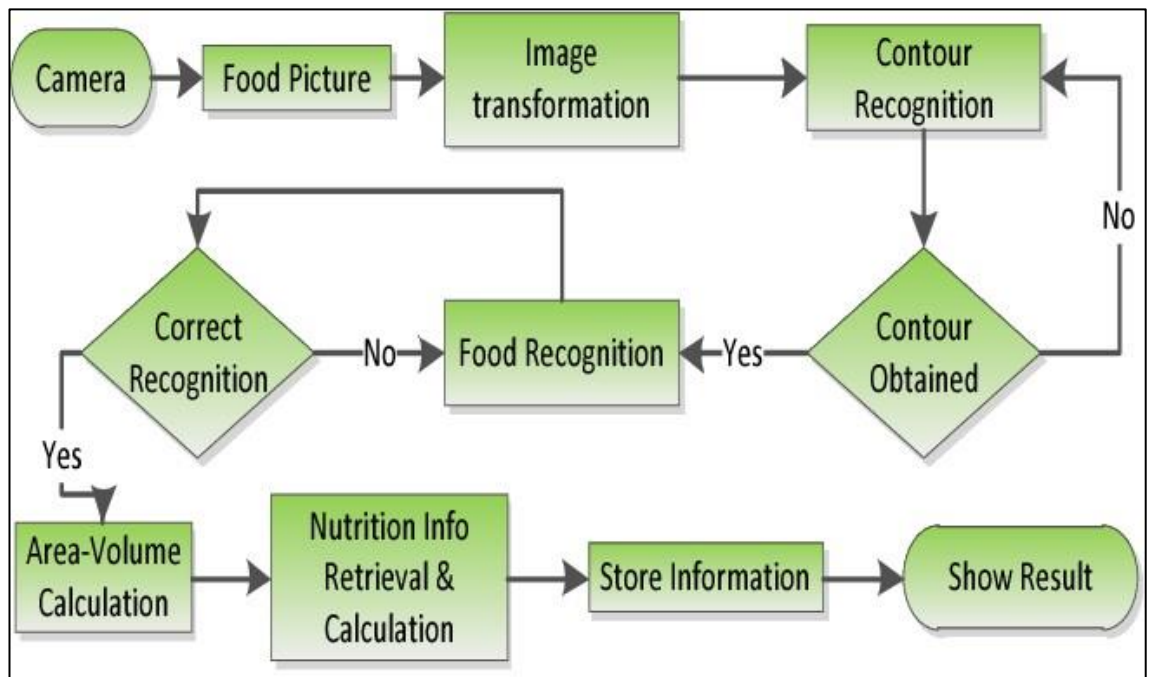 Camera
Food Picture
Image
transformation
Contour
Recognition
No
Contour
Obtained
Yes
Food Recognition
No
Correct
Recognition
Yes
Area-Volume
Calculation
Nutrition Info
Retrieval &
Calculation
Store Information
Show Result